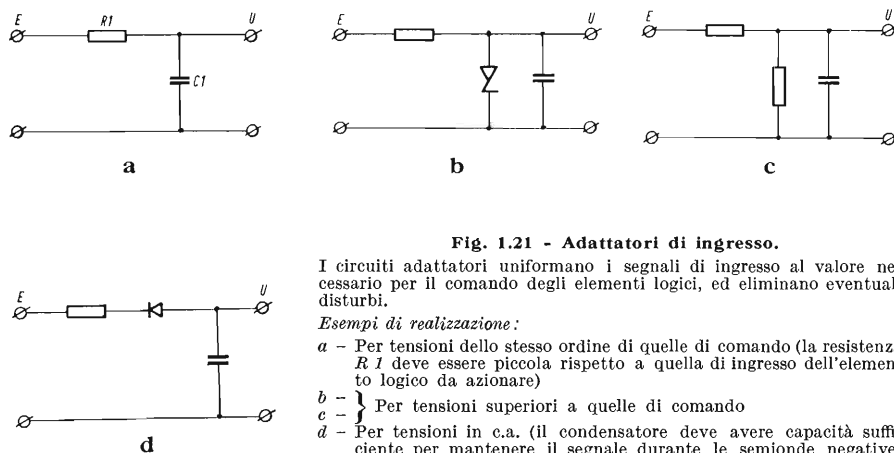 E R1 U
C1
a
E U
b
E U
c
E U
d
Fig. 1.21 - Adattatori di ingresso.
I circuiti adattatori uniformano i segnali di ingresso al valore ne-
cessario per il comando degli elementi logici, ed eliminano eventual
disturbi.
Esempi di realizzazione:
a – Per tensioni dello stesso ordine di quelle di comando (la resistenz
R 1 deve essere piccola rispetto a quella di ingresso dell'elemen
to logico da azionare)
b –
c – } Per tensioni superiori a quelle di comando
d – Per tensioni in c.a. (il condensatore deve avere capacità suffi
ciente per mantenere il segnale durante le semionde negative